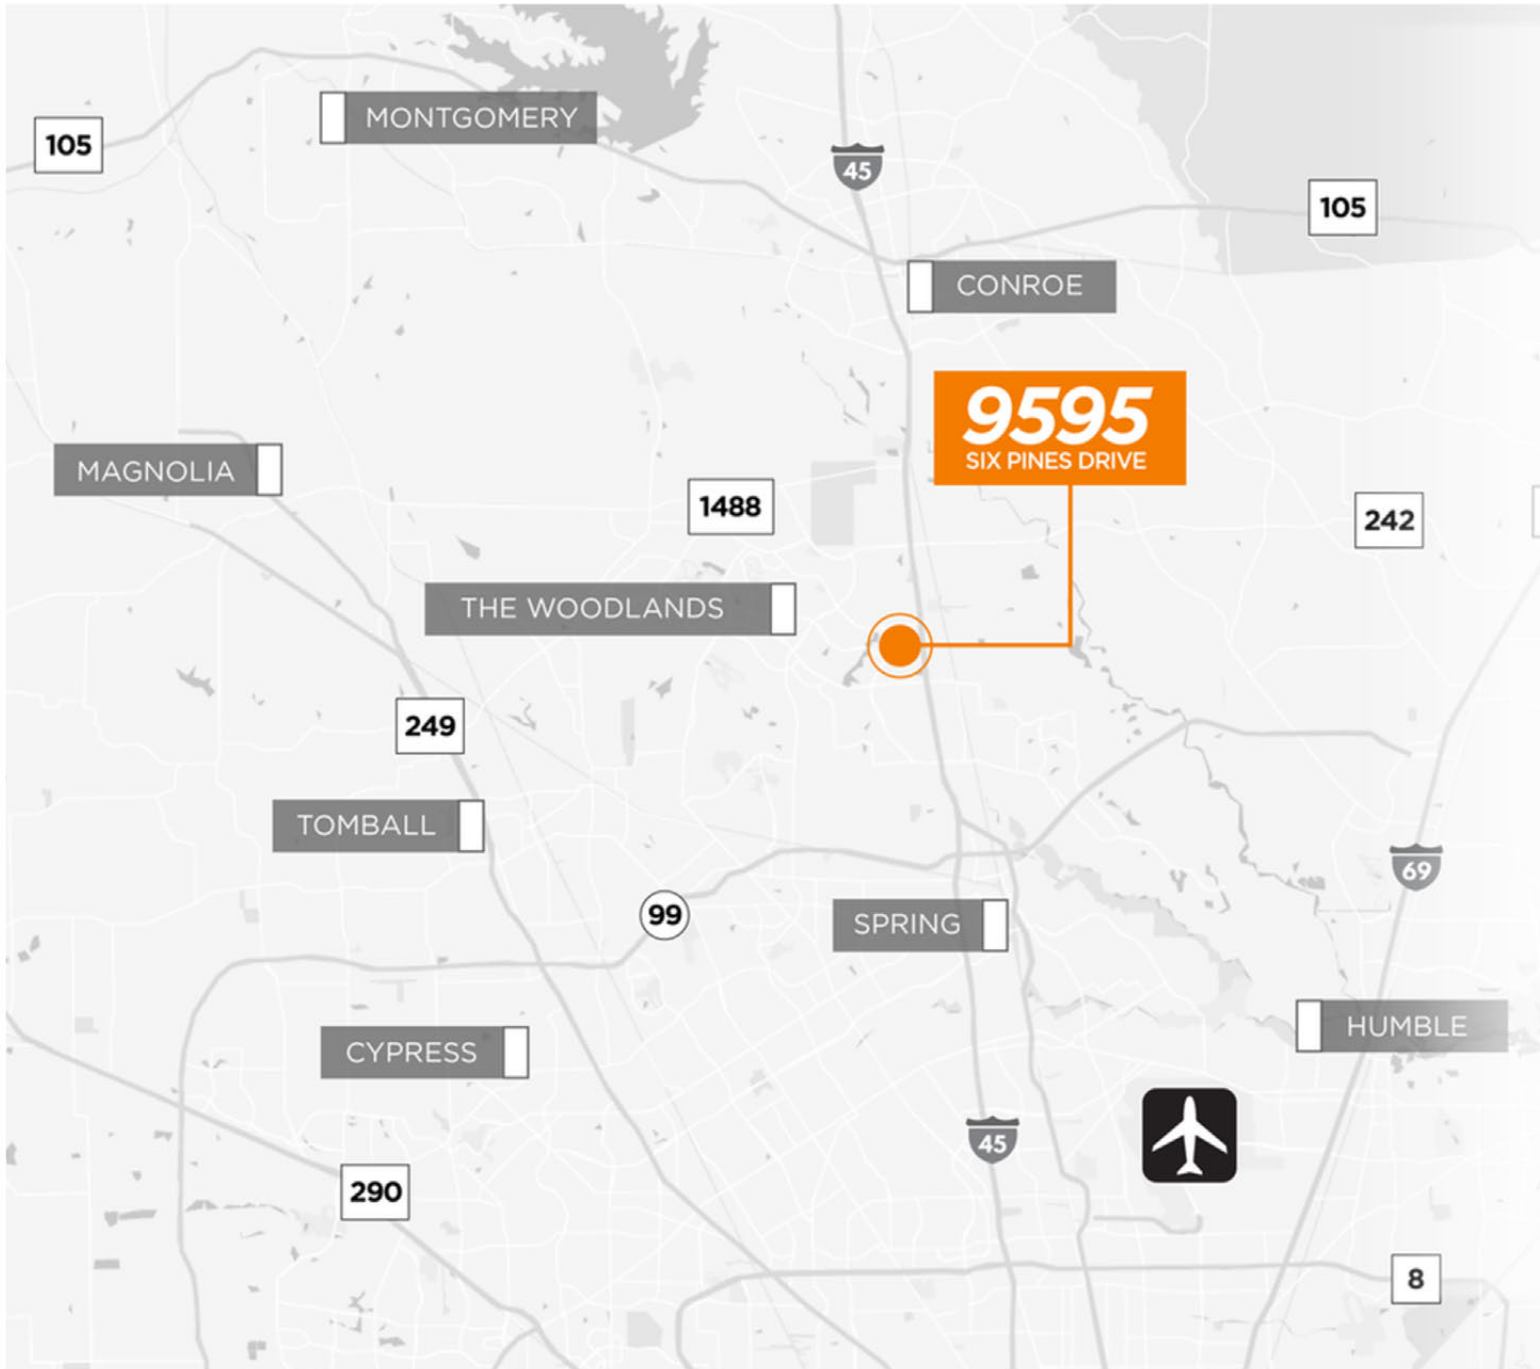 MONTGOMERY
105
45
105
CONROE
9595
SIX PINES DRIVE
MAGNOLIA
1488
242
THE WOODLANDS
249
TOMBALL
69
99
SPRING
HUMBLE
CYPRESS
45
290
8